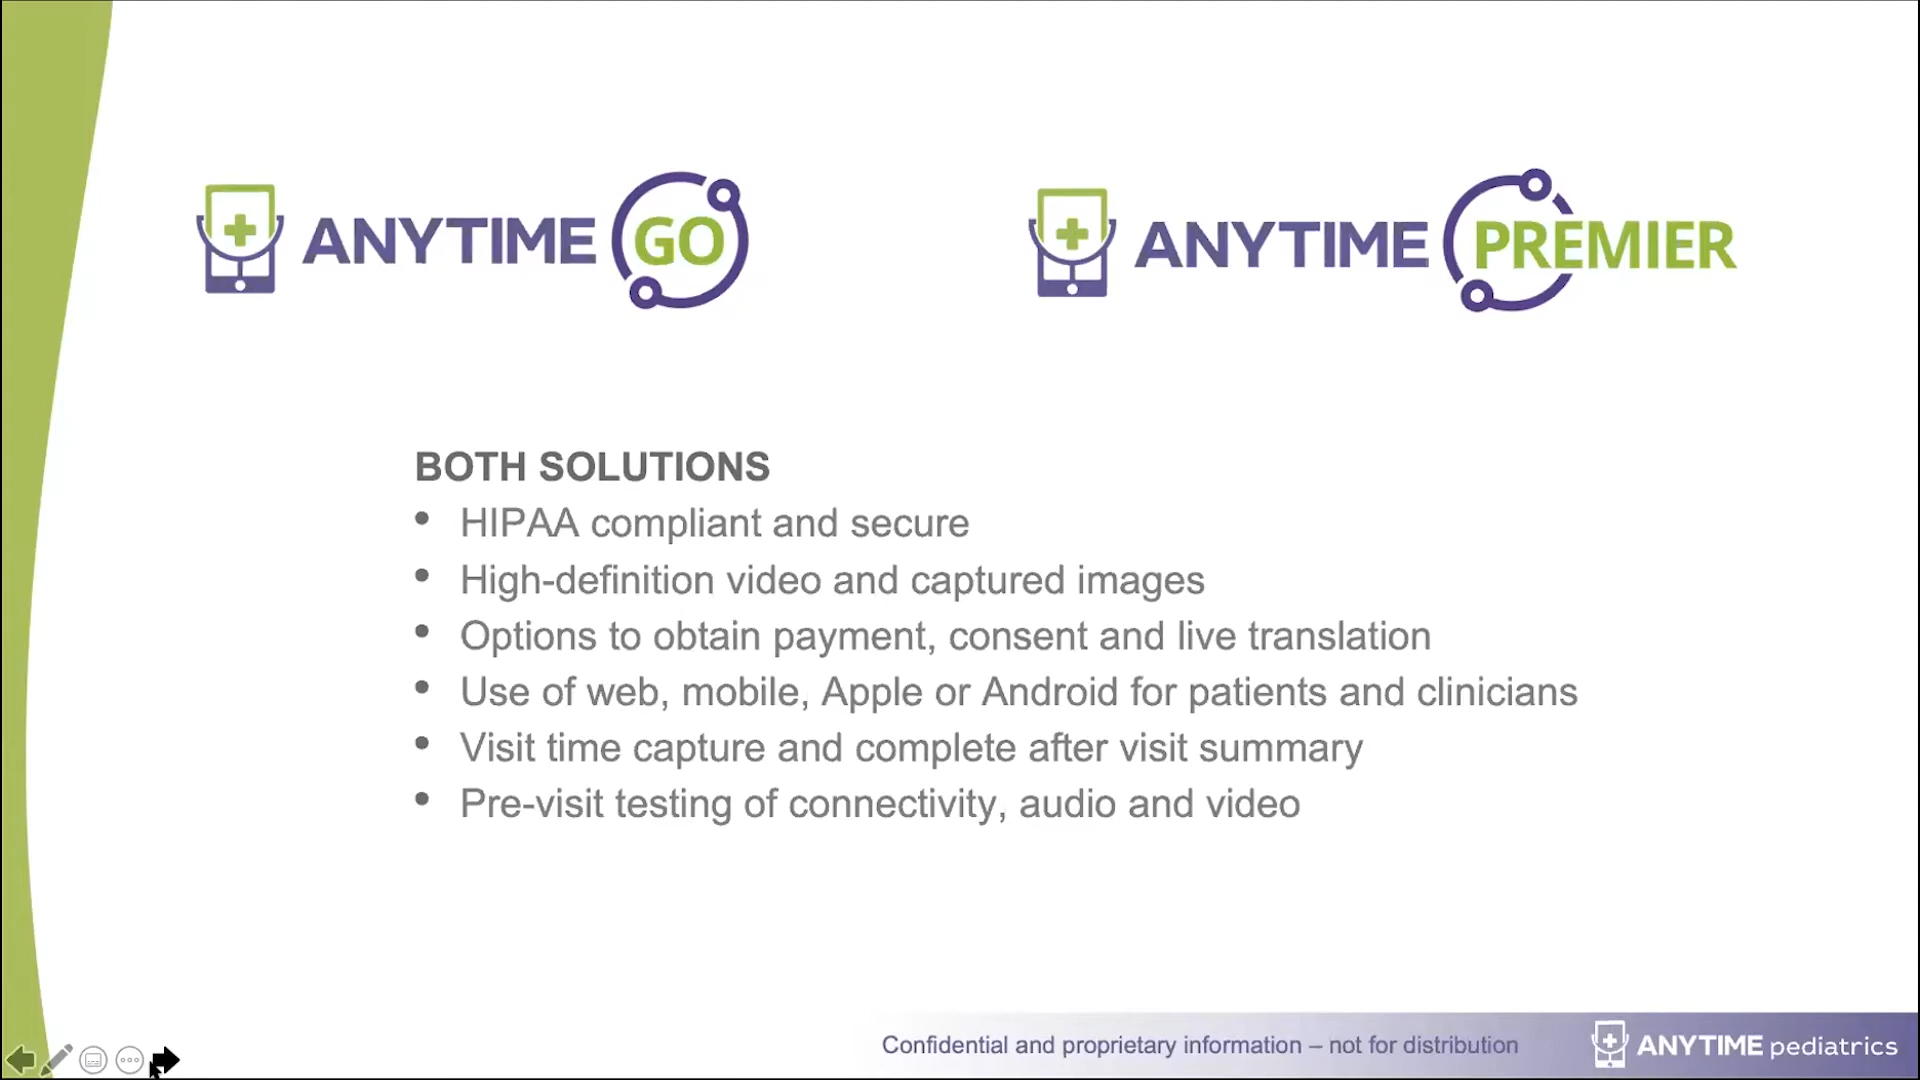 ANYTIME GO
ANYTIME PREMIER
BOTH SOLUTIONS
• HIPAA compliant and secure
• High-definition video and captured images
• Options to obtain payment, consent and live translation
• Use of web, mobile, Apple or Android for patients and clinicians
• Visit time capture and complete after visit summary
• Pre-visit testing of connectivity, audio and video
Confidential and proprietary information – not for distribution
ANYTIME pediatrics